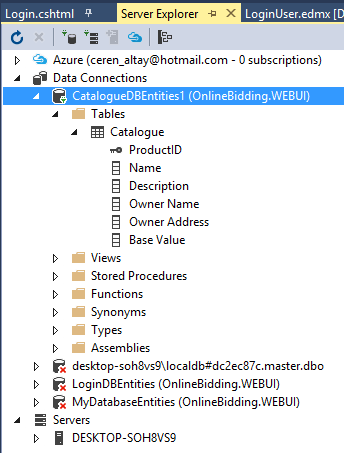 Login.cshtml Server Explorer LoginUser.edmx [D
Azure (ceren_altay@hotmail.com - 0 subscriptions)
Data Connections
CatalogueDBEntities1 (OnlineBidding.WEBUI)
Tables
Catalogue
ProductID
Name
Description
Owner Name
Owner Address
Base Value
Views
Stored Procedures
Functions
Synonyms
Types
Assemblies
desktop-soh8vs9\localdb#dc2ec87c.master.dbo
LoginDBEntities (OnlineBidding.WEBUI)
MyDatabaseEntities (OnlineBidding.WEBUI)
Servers
DESKTOP-SOH8VS9